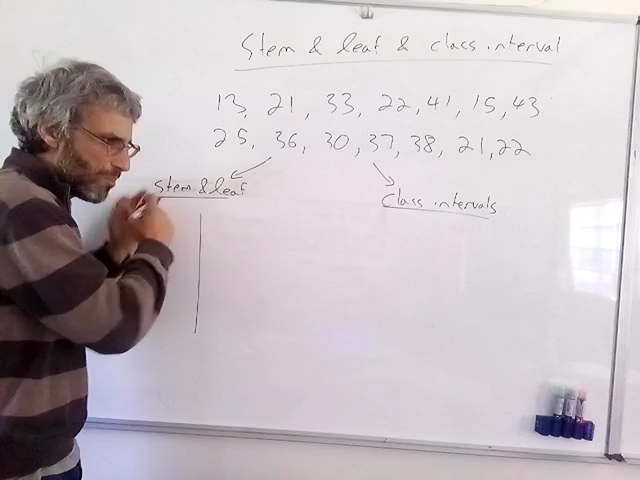 Stem & leaf & class interval
13, 21, 33, 22, 41, 15, 43
25, 36, 30, 37, 38, 21, 22
Stem & leaf
Class intervals